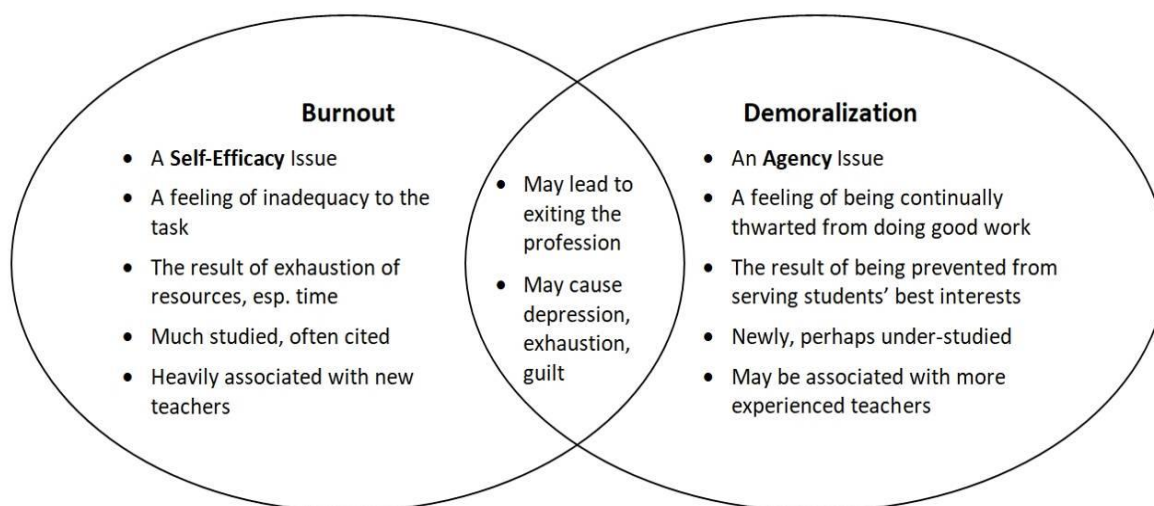 Burnout
• A Self-Efficacy Issue
• A feeling of inadequacy to the
task
• The result of exhaustion of
resources, esp. time
• Much studied, often cited
• Heavily associated with new
teachers
• May lead to
exiting the
profession
• May cause
depression,
exhaustion,
guilt
Demoralization
• An Agency Issue
• A feeling of being continually
thwarted from doing good work
• The result of being prevented from
serving students’ best interests
• Newly, perhaps under-studied
• May be associated with more
experienced teachers